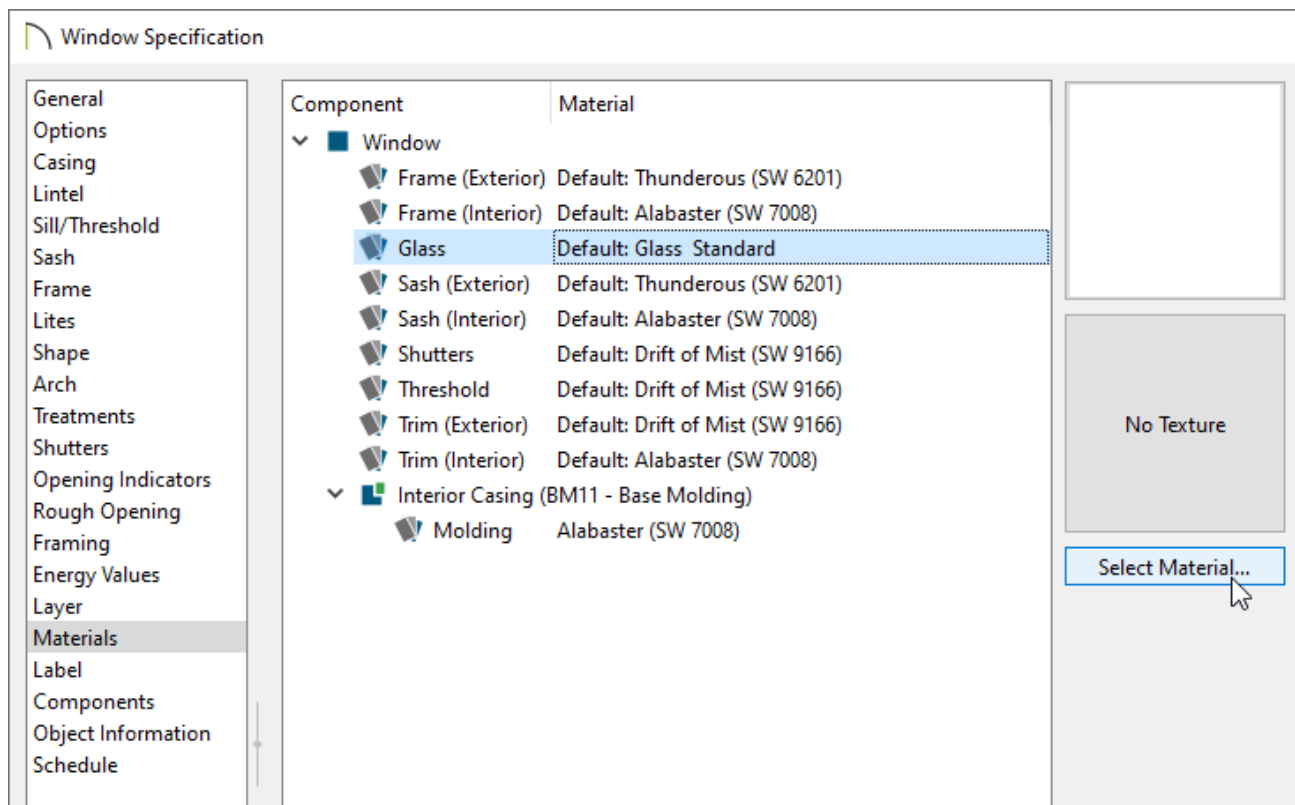 Window Specification
General
Options
Casing
Lintel
Sill/Threshold
Sash
Frame
Lites
Shape
Arch
Treatments
Shutters
Opening Indicators
Rough Opening
Framing
Energy Values
Layer
Materials
Label
Components
Object Information
Schedule
Component Material
Window
Frame (Exterior) Default: Thunderous (SW 6201)
Frame (Interior) Default: Alabaster (SW 7008)
Glass Default: Glass  Standard
Sash (Exterior) Default: Thunderous (SW 6201)
Sash (Interior) Default: Alabaster (SW 7008)
Shutters Default: Drift of Mist (SW 9166)
Threshold Default: Drift of Mist (SW 9166)
Trim (Exterior) Default: Drift of Mist (SW 9166)
Trim (Interior) Default: Alabaster (SW 7008)
Interior Casing (BM11 - Base Molding)
Molding Alabaster (SW 7008)
No Texture
Select Material...